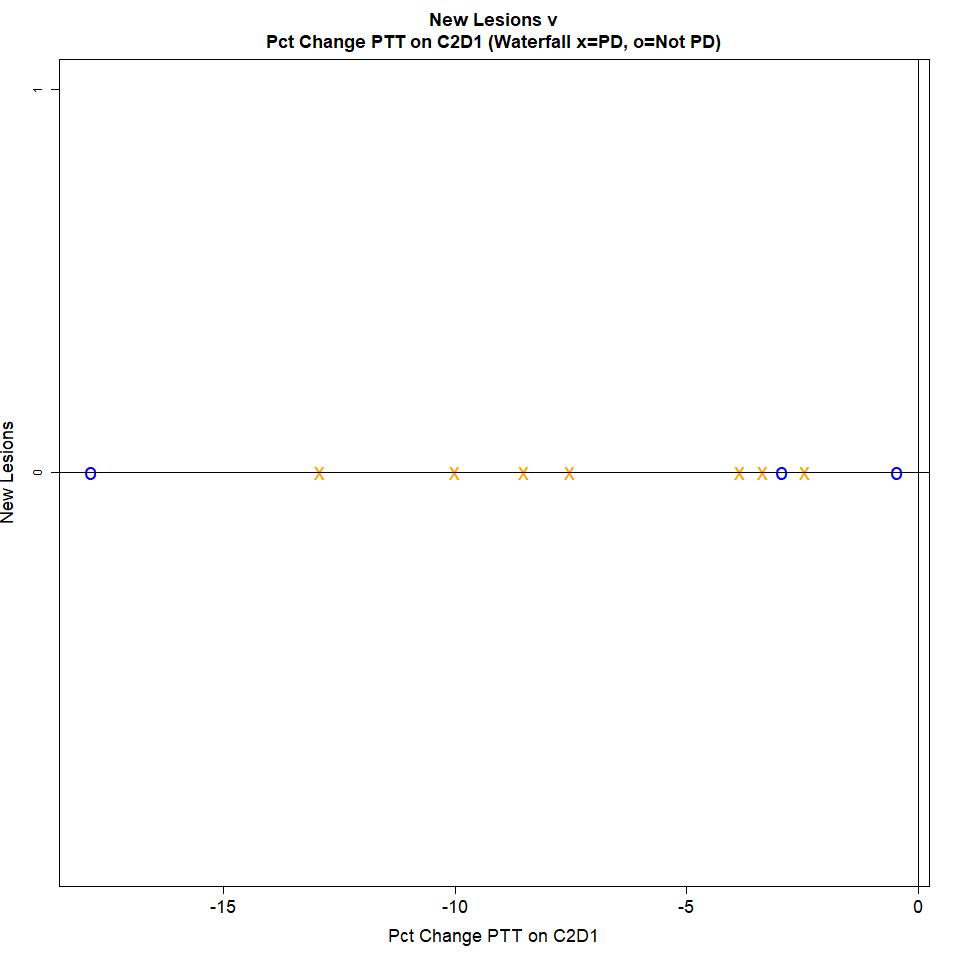 New Lesions v
Pct Change PTT on C2D1 (Waterfall x=PD, o=Not PD)
1
New Lesions
0
o x x x x x x o x o
-15 -10 -5 0
Pct Change PTT on C2D1